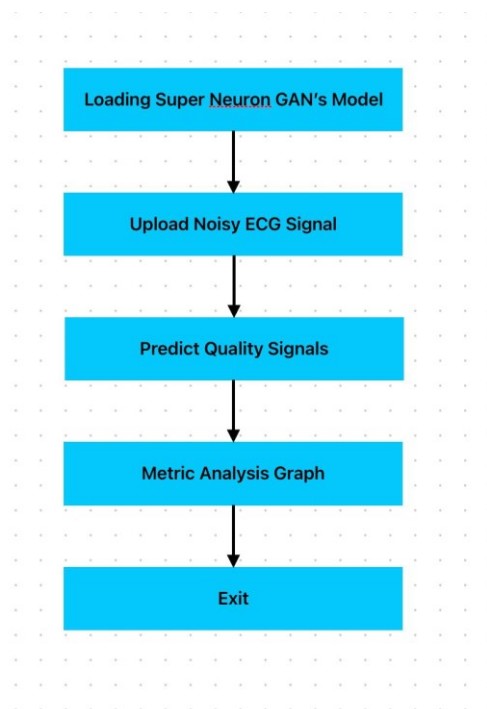 Loading Super Neuron GAN’s Model
Upload Noisy ECG Signal
Predict Quality Signals
Metric Analysis Graph
Exit